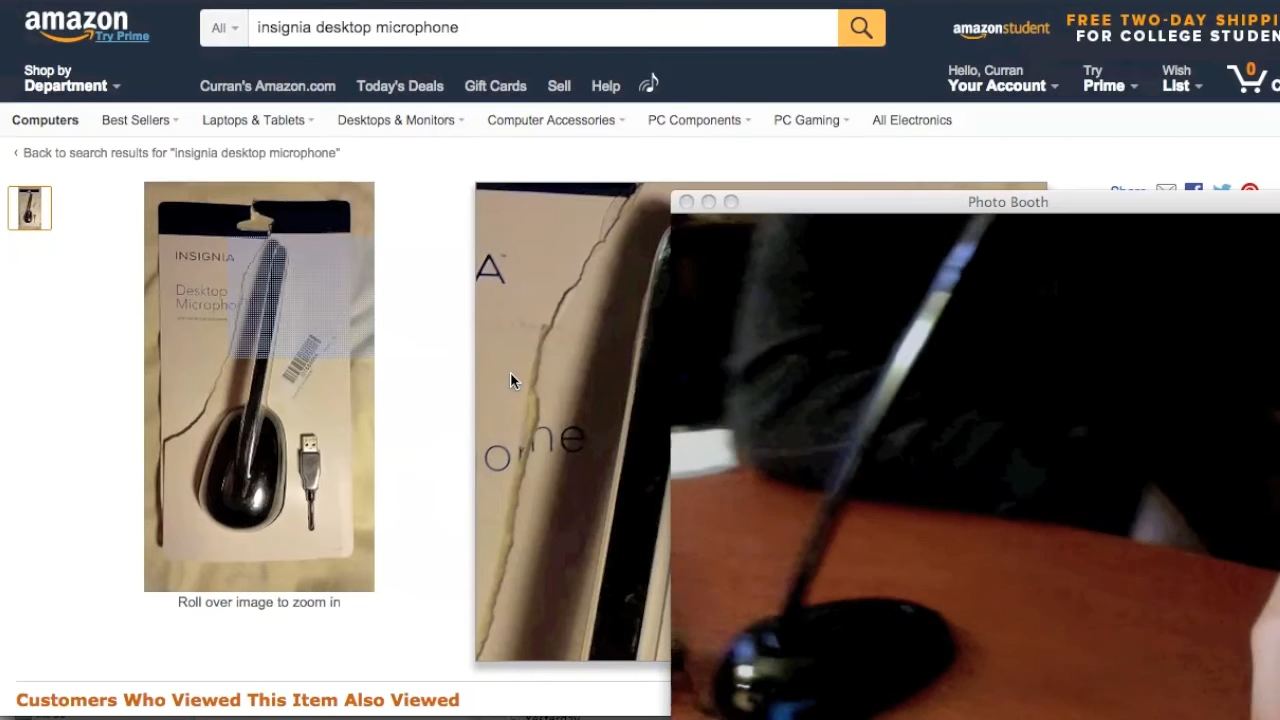 amazon
Try Prime
All
insignia desktop microphone
amazonstudent
FREE TWO-DAY SHIPPI
FOR COLLEGE STUDEN
Shop by
Department
Curran's Amazon.com
Today's Deals
Gift Cards
Sell
Help
Hello, Curran
Your Account
Try
Prime
Wish
List
0
C
Computers
Best Sellers
Laptops & Tablets
Desktops & Monitors
Computer Accessories
PC Components
PC Gaming
All Electronics
‹ Back to search results for "insignia desktop microphone"
Share
Photo Booth
INSIGNIA
Desktop
Micropho
A™
one
Roll over image to zoom in
Customers Who Viewed This Item Also Viewed
Yesterday